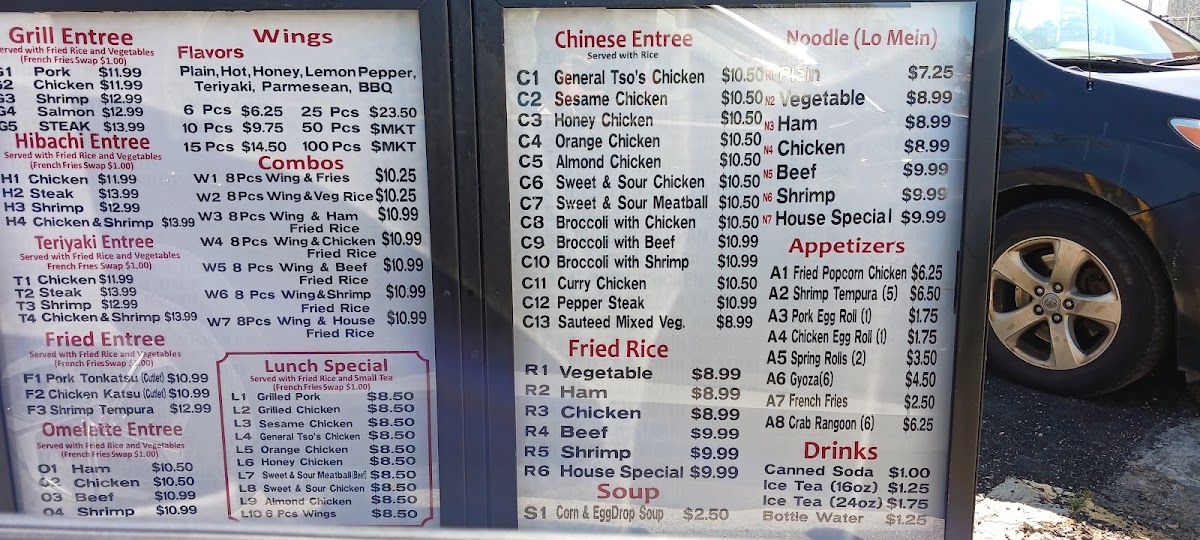 Grill Entree
Served with Fried Rice and Vegetables
(French Fries Swap $1.00)
G1 Pork $11.99
G2 Chicken $11.99
G3 Shrimp $12.99
G4 Salmon $12.99
G5 STEAK $13.99
Hibachi Entree
Served with Fried Rice and Vegetables
(French Fries Swap $1.00)
H1 Chicken $11.99
H2 Steak $13.99
H3 Shrimp $12.99
H4 Chicken & Shrimp $13.99
Teriyaki Entree
Served with Fried Rice and Vegetables
French Fries Swap $1.00)
T1 Chicken $11.99
T2 Steak $13.99
T3 Shrimp $12.99
T4 Chicken & Shrimp $13.99
Fried Entree
Served with Fried Rice and Vegetables
(French Fries Swap $1.00)
F1 Pork Tonkatsu (Cutlet) $10.99
F2 Chicken Katsu (Cutlet) $10.99
F3 Shrimp Tempura $12.99
Omelette Entree
Served with Fried Rice and Vegetables
(French Fries Swap $1.00)
O1 Ham $10.50
O2 Chicken $10.50
O3 Beef $10.99
O4 Shrimp $10.99
Wings
Flavors
Plain, Hot, Honey, Lemon Pepper,
Teriyaki, Parmesean, BBQ
6 Pcs $6.25 25 Pcs $23.50
10 Pcs $9.75 50 Pcs $MKT
15 Pcs $14.50 100 Pcs $MKT
Combos
W1 8Pcs Wing & Fries $10.25
W2 8Pcs Wing & Veg Rice $10.25
W3 8Pcs Wing & Ham $10.99
Fried Rice
W4 8Pcs Wing & Chicken $10.99
Fried Rice
W5 8 Pcs Wing & Beef $10.99
Fried Rice
W6 8 Pcs Wing & Shrimp $10.99
Fried Rice
W7 8Pcs Wing & House $10.99
Fried Rice
Lunch Special
Served with Fried Rice and Small Tea
(French Fries Swap $1.00)
L1 Grilled Pork $8.50
L2 Grilled Chicken $8.50
L3 Sesame Chicken $8.50
L4 General Tso's Chicken $8.50
L5 Orange Chicken $8.50
L6 Honey Chicken $8.50
L7 Sweet & Sour Meatball (Beef) $8.50
L8 Sweet & Sour Chicken $8.50
L9 Almond Chicken $8.50
L10 6 Pcs Wings $8.50
Chinese Entree
Served with Rice
C1 General Tso's Chicken $10.50
C2 Sesame Chicken $10.50
C3 Honey Chicken $10.50
C4 Orange Chicken $10.50
C5 Almond Chicken $10.50
C6 Sweet & Sour Chicken $10.50
C7 Sweet & Sour Meatball $10.50
C8 Broccoli with Chicken $10.50
C9 Broccoli with Beef $10.99
C10 Broccoli with Shrimp $10.99
C11 Curry Chicken $10.50
C12 Pepper Steak $10.99
C13 Sauteed Mixed Veg. $8.99
Fried Rice
R1 Vegetable $8.99
R2 Ham $8.99
R3 Chicken $8.99
R4 Beef $9.99
R5 Shrimp $9.99
R6 House Special $9.99
Soup
S1 Corn & EggDrop Soup $2.50
Noodle (Lo Mein)
N1 Plain $7.25
N2 Vegetable $8.99
N3 Ham $8.99
N4 Chicken $8.99
N5 Beef $9.99
N6 Shrimp $9.99
N7 House Special $9.99
Appetizers
A1 Fried Popcorn Chicken $6.25
A2 Shrimp Tempura (5) $6.50
A3 Pork Egg Roll (1) $1.75
A4 Chicken Egg Roll (1) $1.75
A5 Spring Rolls (2) $3.50
A6 Gyoza(6) $4.50
A7 French Fries $2.50
A8 Crab Rangoon (6) $6.25
Drinks
Canned Soda $1.00
Ice Tea (16oz) $1.25
Ice Tea (24oz) $1.75
Bottle Water $1.25